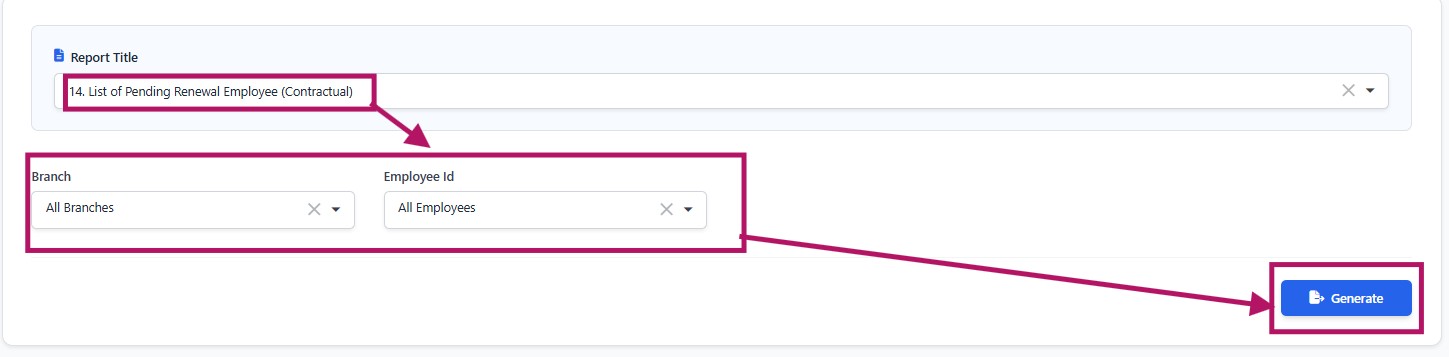 Report Title
14. List of Pending Renewal Employee (Contractual)
Branch
Employee Id
All Branches
All Employees
Generate